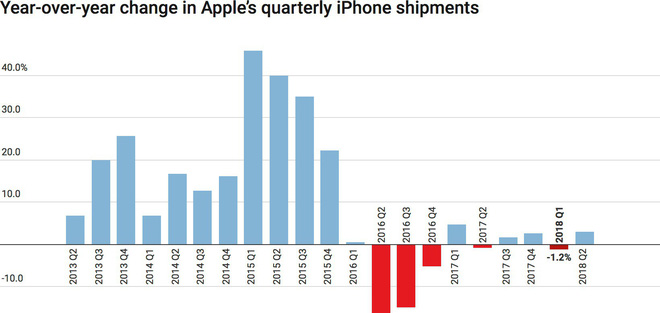 Year-over-year change in Apple’s quarterly iPhone shipments
40.0%
30.0
20.0
10.0
-10.0
2013 Q2
2013 Q3
2013 Q4
2014 Q1
2014 Q2
2014 Q3
2014 Q4
2015 Q1
2015 Q2
2015 Q3
2015 Q4
2016 Q1
2016 Q2
2016 Q3
2016 Q4
2017 Q1
2017 Q2
2017 Q3
2017 Q4
2018 Q1
-1.2%
2018 Q2